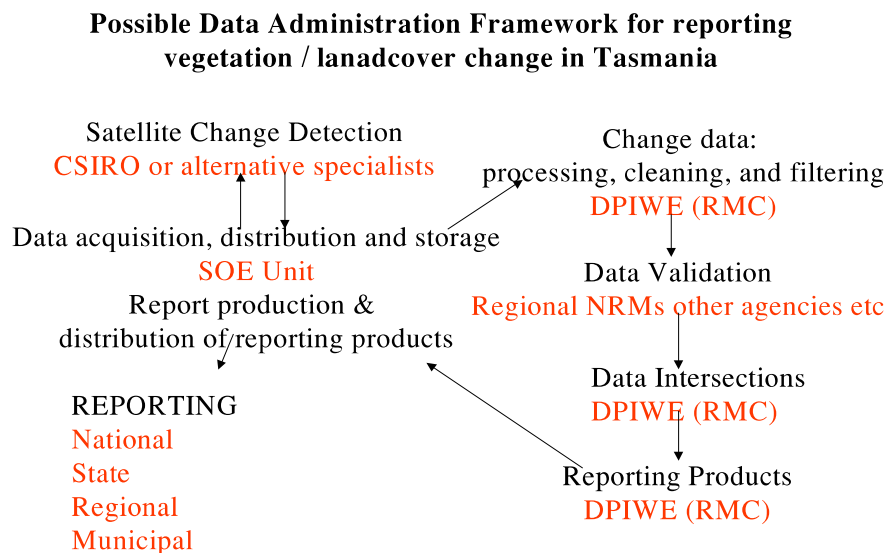 Possible Data Administration Framework for reporting
vegetation / lanadcover change in Tasmania
Satellite Change Detection
CSIRO or alternative specialists
Data acquisition, distribution and storage
SOE Unit
Report production &
distribution of reporting products
REPORTING
National
State
Regional
Municipal
Change data:
processing, cleaning, and filtering
DPIWE (RMC)
Data Validation
Regional NRMs other agencies etc
Data Intersections
DPIWE (RMC)
Reporting Products
DPIWE (RMC)